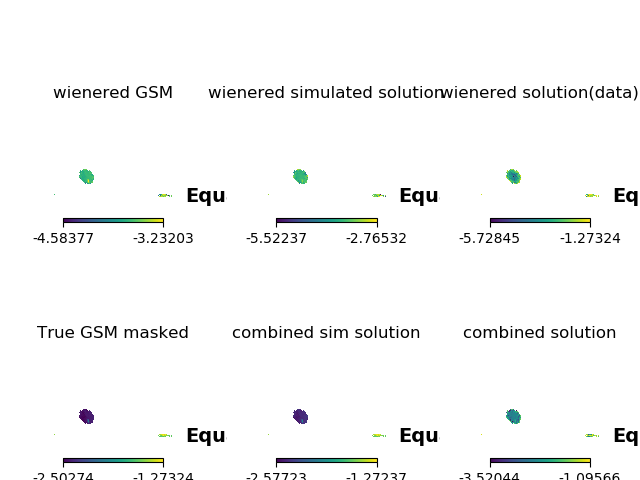 wienered GSM
wienered simulated solution
wienered solution(data)
Equ
Equ
Eq
-4.58377 -3.23203
-5.52237 -2.76532
-5.72845 -1.27324
True GSM masked
combined sim solution
combined solution
Equ
Equ
Eq
-2.50274 -1.27324
-2.57723 -1.27237
-3.52044 -1.09566